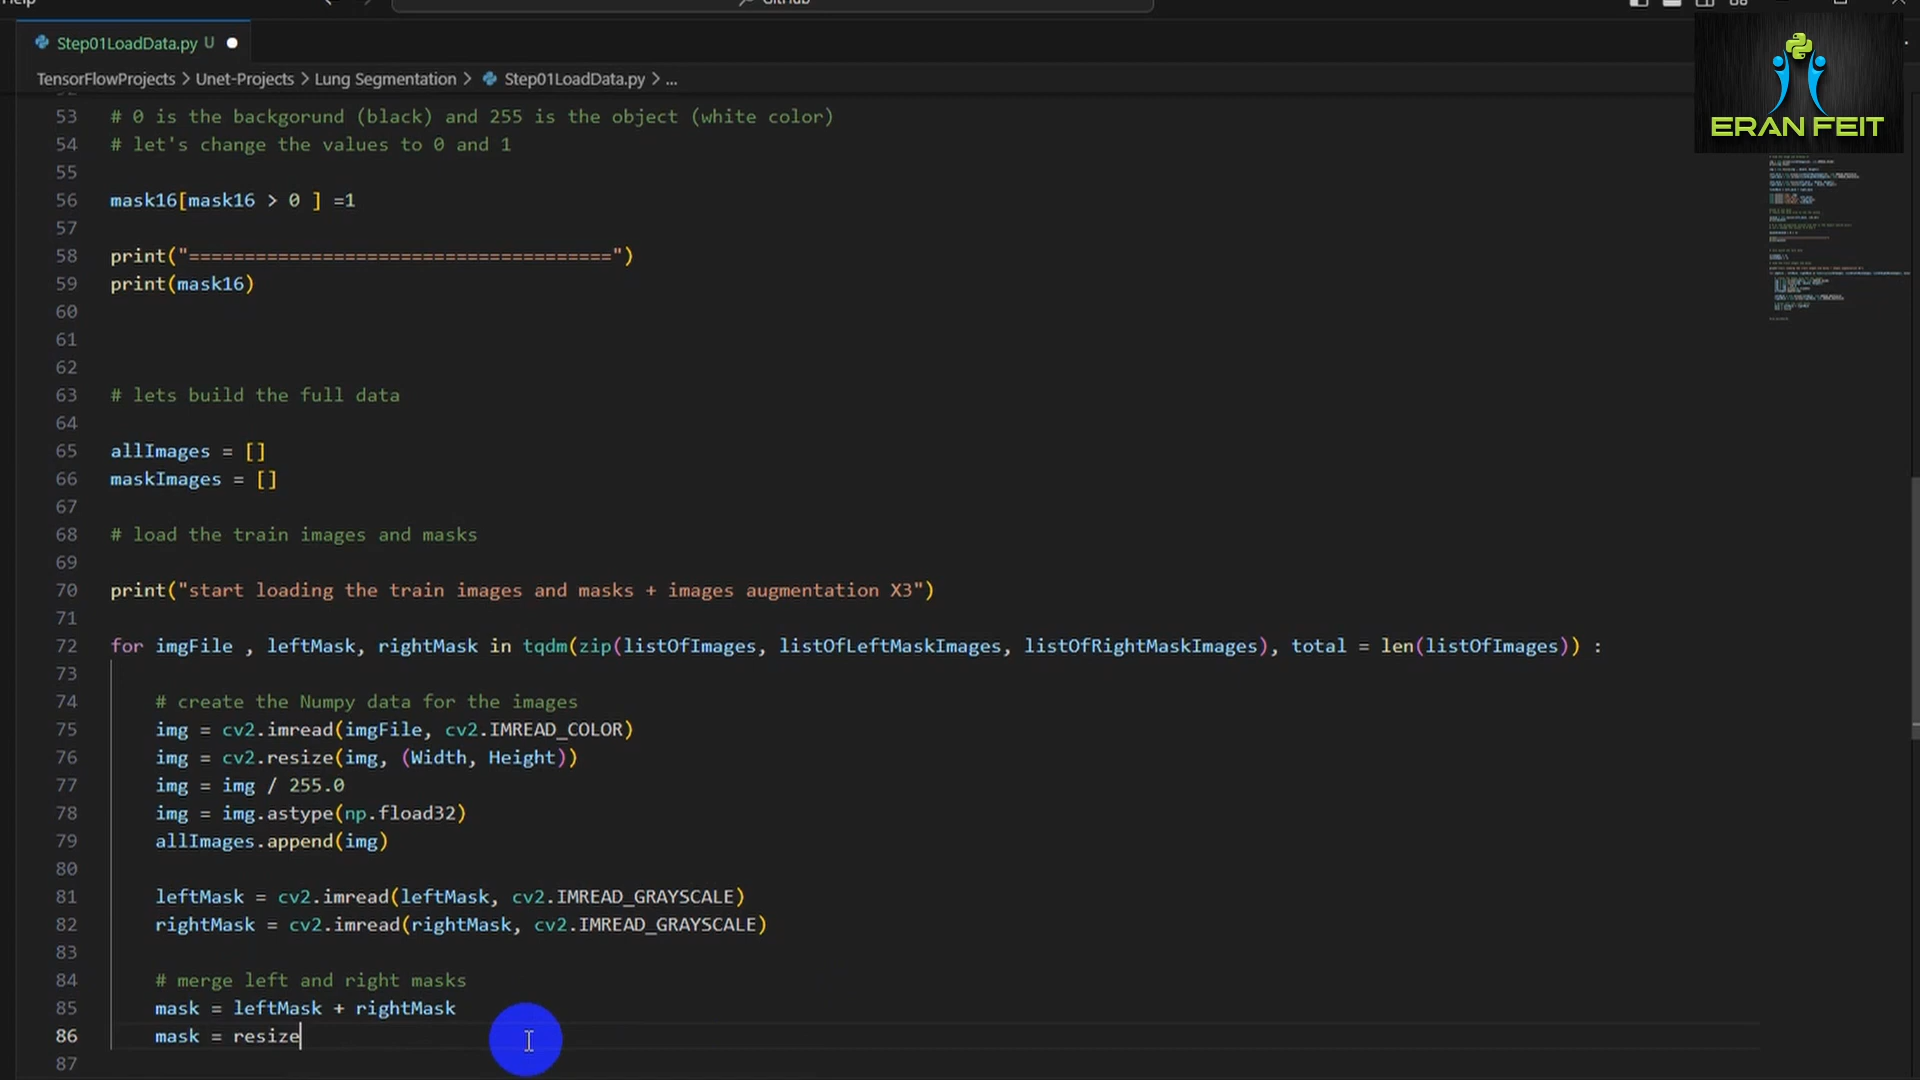 Help
GitHub
Step01LoadData.py U
TensorFlowProjects > Unet-Projects > Lung Segmentation > Step01LoadData.py > ...
ERAN FEIT
53 # 0 is the backgorund (black) and 255 is the object (white color)
54 # let's change the values to 0 and 1
55
56 mask16[mask16 > 0 ] =1
57
58 print("======================================")
59 print(mask16)
60
61
62
63 # lets build the full data
64
65 allImages = []
66 maskImages = []
67
68 # load the train images and masks
69
70 print("start loading the train images and masks + images augmentation X3")
71
72 for imgFile , leftMask, rightMask in tqdm(zip(listOfImages, listOfLeftMaskImages, listOfRightMaskImages), total = len(listOfImages)) :
73
74 # create the Numpy data for the images
75 img = cv2.imread(imgFile, cv2.IMREAD_COLOR)
76 img = cv2.resize(img, (Width, Height))
77 img = img / 255.0
78 img = img.astype(np.fload32)
79 allImages.append(img)
80
81 leftMask = cv2.imread(leftMask, cv2.IMREAD_GRAYSCALE)
82 rightMask = cv2.imread(rightMask, cv2.IMREAD_GRAYSCALE)
83
84 # merge left and right masks
85 mask = leftMask + rightMask
86 mask = resize
87